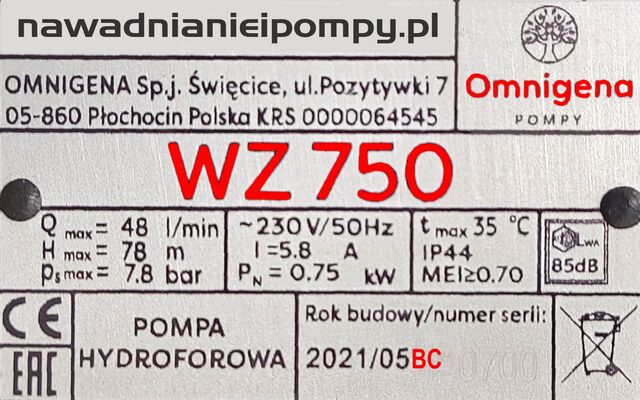 nawadnianieipompy.pl
OMNIGENA Sp.j. Święcice, ul.Pozytywki 7
05-860 Płochocin Polska KRS 0000064545
Omnigena
POMPY
WZ 750
Q max= 48 l/min
H max= 78 m
ps max= 7.8 bar
~230V/50Hz
I=5.8 A
PN = 0.75 kW
t max 35 °C
IP44
MEI≥0.70
LWA
85dB
CE
EAC
POMPA
HYDROFOROWA
Rok budowy/numer serii:
2021/05BC